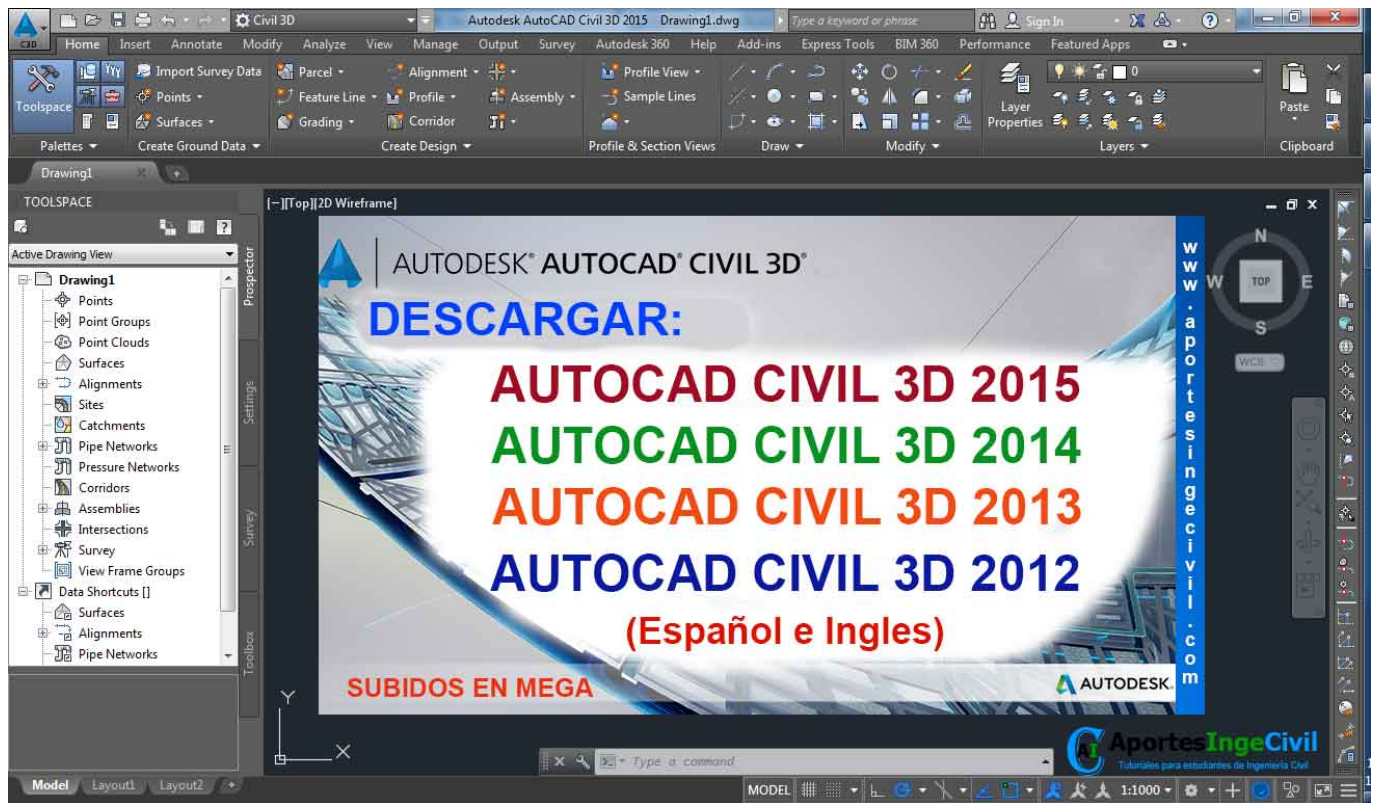 Civil 3D
Autodesk AutoCAD Civil 3D 2015 Drawing1.dwg
Type a keyword or phrase
Sign In
C3D
Home Insert Annotate Modify Analyze View Manage Output Survey Autodesk 360 Help Add-ins Express Tools BIM 360 Performance Featured Apps
Import Survey Data Parcel Alignment Profile View
Toolspace Points Feature Line Profile Assembly Sample Lines Layer Properties 0 Paste
Surfaces Grading Corridor
Palettes Create Ground Data Create Design Profile & Section Views Draw Modify Layers Clipboard
Drawing1
TOOLSPACE
Active Drawing View
Drawing1
Points
Point Groups
Point Clouds
Surfaces
Alignments
Sites
Catchments
Pipe Networks
Pressure Networks
Corridors
Assemblies
Intersections
Survey
View Frame Groups
Data Shortcuts []
Surfaces
Alignments
Pipe Networks
Prospector
Settings
Survey
Toolbox
[-][Top][2D Wireframe]
AUTODESK® AUTOCAD® CIVIL 3D®
DESCARGAR:
AUTOCAD CIVIL 3D 2015
AUTOCAD CIVIL 3D 2014
AUTOCAD CIVIL 3D 2013
AUTOCAD CIVIL 3D 2012
(Español e Ingles)
SUBIDOS EN MEGA
AUTODESK.
www.aportesingecivil.com
N
W TOP E
S
WCS
Y
X
Type a command
AI AportesIngeCivil
Tutoriales para estudiantes de Ingenieria Civil
Model Layout1 Layout2 +
MODEL 1:1000